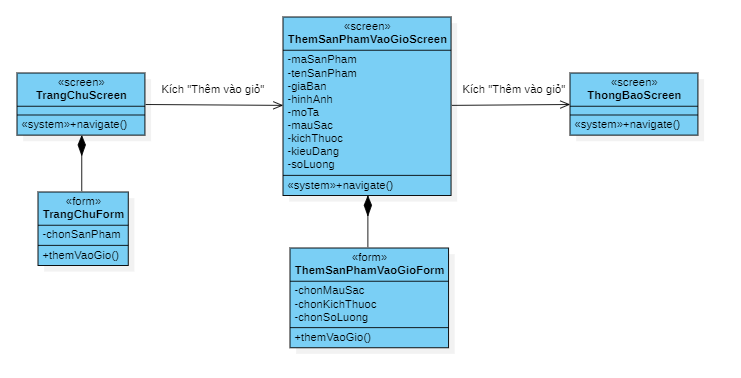 «screen»
TrangChuScreen
«system»+navigate()
«form»
TrangChuForm
-chonSanPham
+themVaoGio()
Kích "Thêm vào giỏ"
«screen»
ThemSanPhamVaoGioScreen
-maSanPham
-tenSanPham
-giaBan
-hinhAnh
-moTa
-mauSac
-kichThuoc
-kieuDang
-soLuong
«system»+navigate()
«form»
ThemSanPhamVaoGioForm
-chonMauSac
-chonKichThuoc
-chonSoLuong
+themVaoGio()
Kích "Thêm vào giỏ"
«screen»
ThongBaoScreen
«system»+navigate()